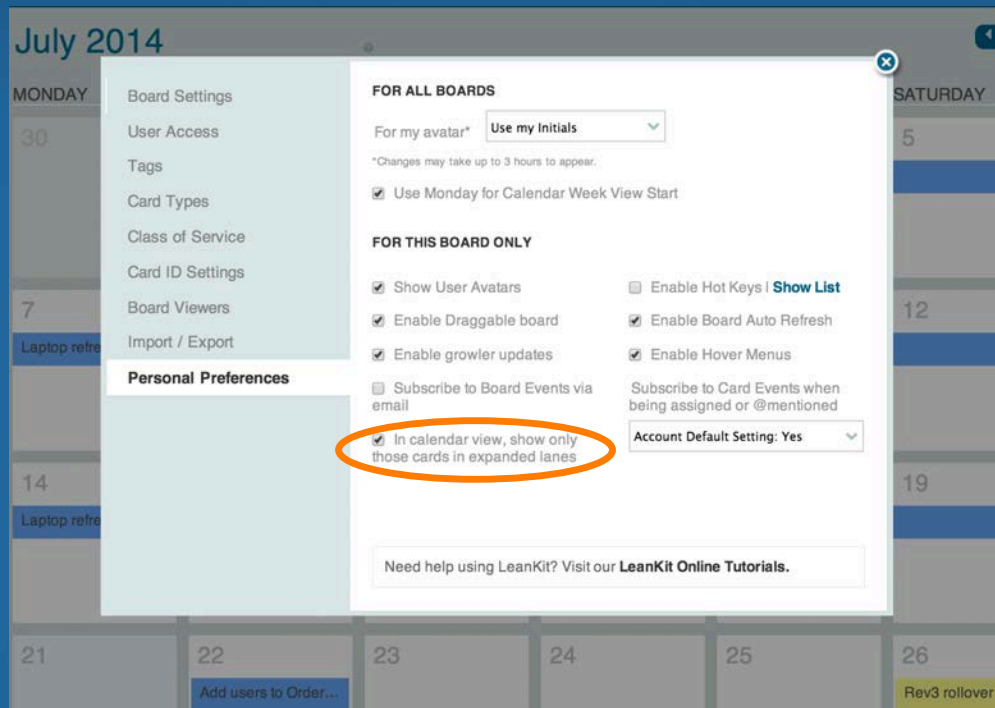 July 2014
MONDAY
SATURDAY
30
5
7
12
Laptop refre
14
19
Laptop refre
21
22
23
24
25
26
Add users to Order...
Rev3 rollover
Board Settings
User Access
Tags
Card Types
Class of Service
Card ID Settings
Board Viewers
Import / Export
Personal Preferences
FOR ALL BOARDS
For my avatar*
Use my Initials
*Changes may take up to 3 hours to appear.
Use Monday for Calendar Week View Start
FOR THIS BOARD ONLY
Show User Avatars
Enable Hot Keys | Show List
Enable Draggable board
Enable Board Auto Refresh
Enable growler updates
Enable Hover Menus
Subscribe to Board Events via
email
Subscribe to Card Events when
being assigned or @mentioned
In calendar view, show only
those cards in expanded lanes
Account Default Setting: Yes
Need help using LeanKit? Visit our LeanKit Online Tutorials.